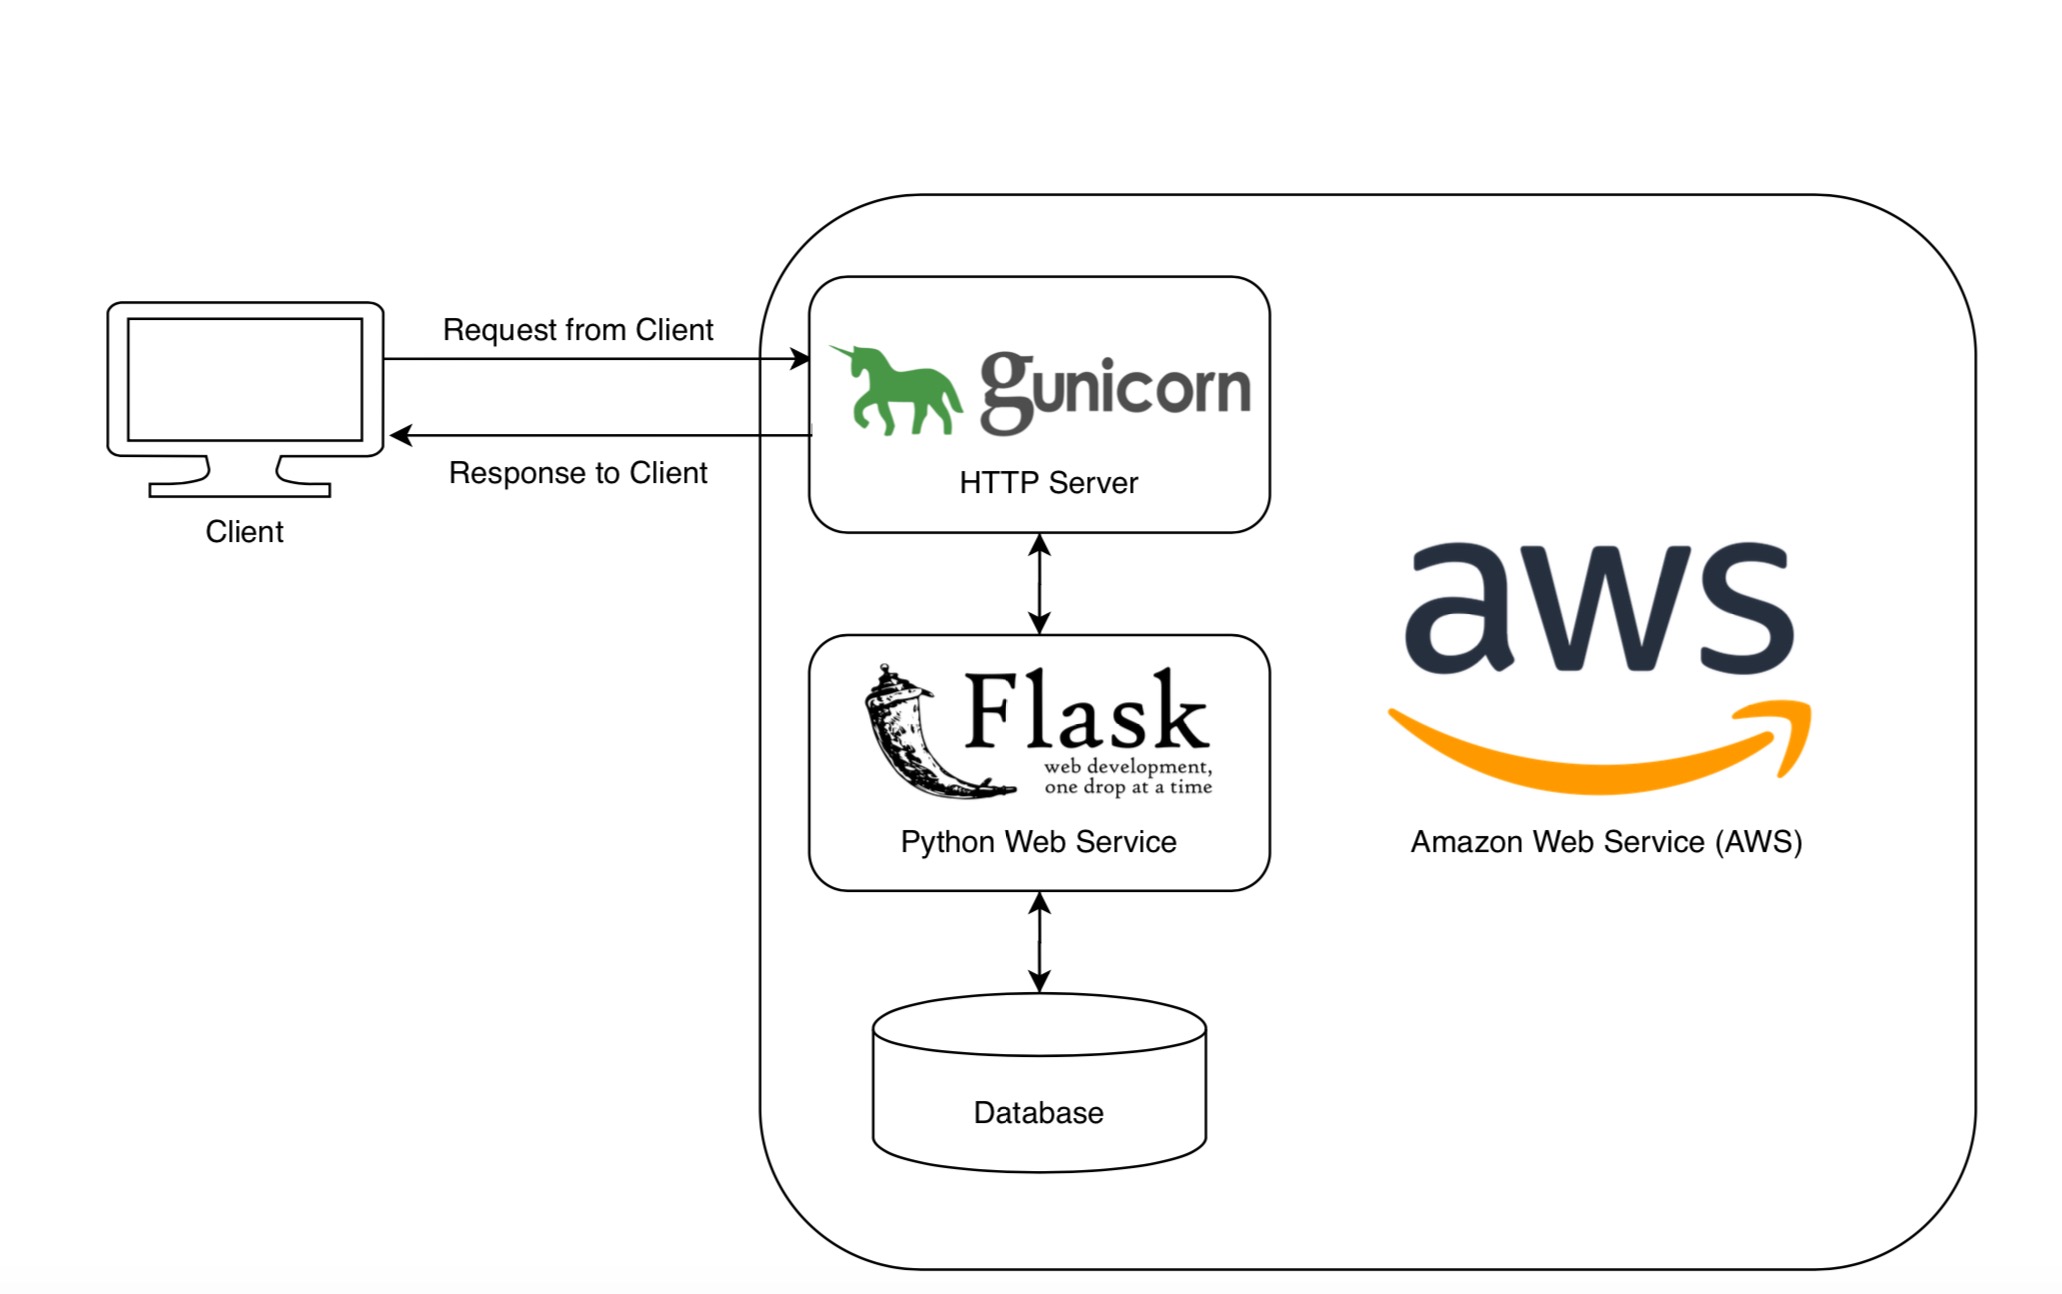 Request from Client
gunicorn
Response to Client
HTTP Server
Client
aws
Flask
web development,
one drop at a time
Python Web Service
Amazon Web Service (AWS)
Database